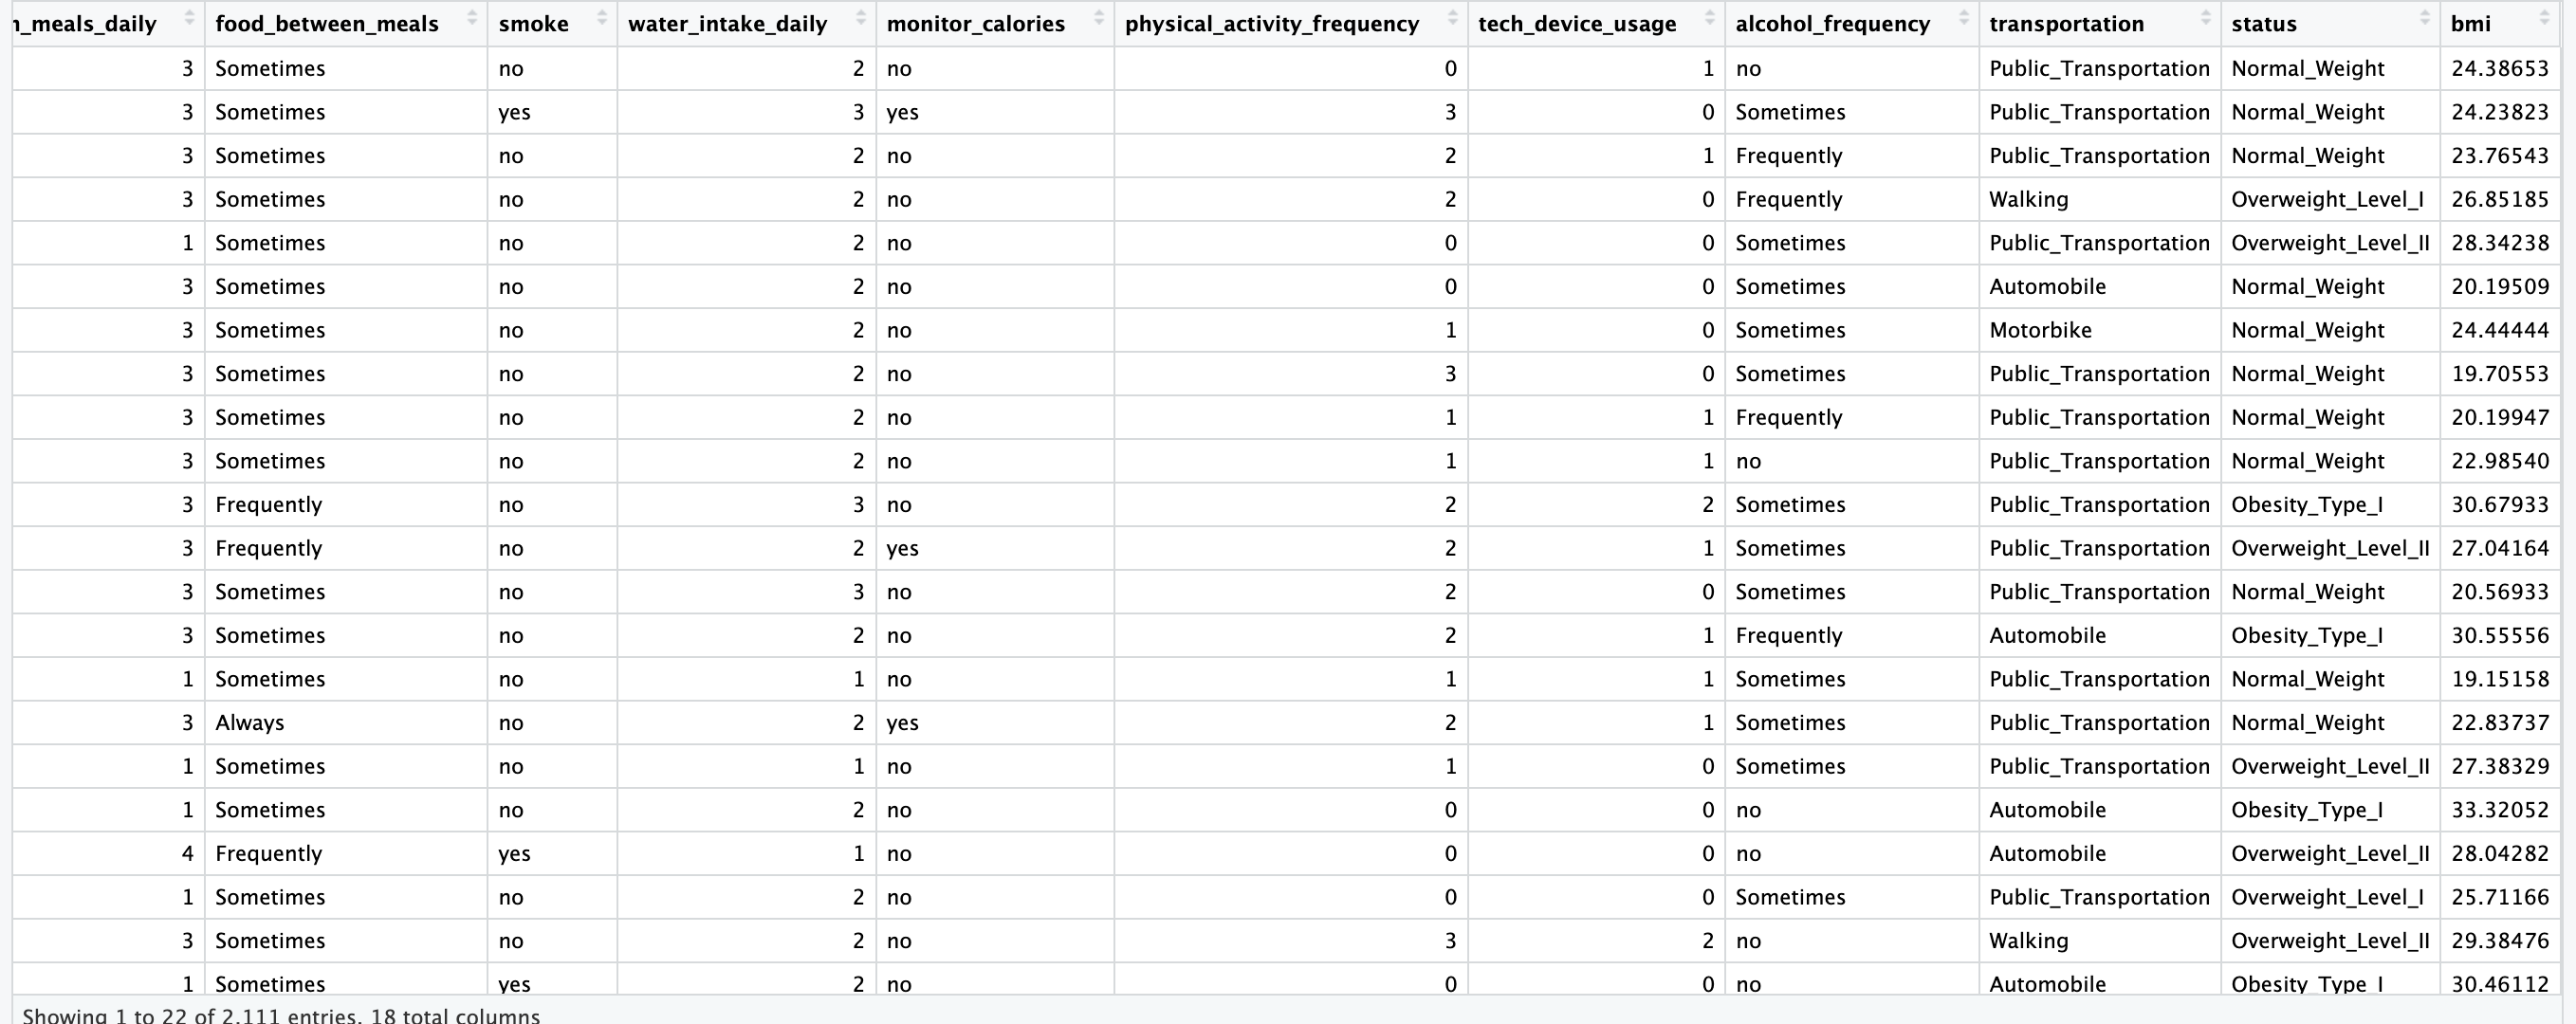 _meals_daily food_between_meals smoke water_intake_daily monitor_calories physical_activity_frequency tech_device_usage alcohol_frequency transportation status bmi
3 Sometimes no 2 no 0 1 no Public_Transportation Normal_Weight 24.38653
3 Sometimes yes 3 yes 3 0 Sometimes Public_Transportation Normal_Weight 24.23823
3 Sometimes no 2 no 2 1 Frequently Public_Transportation Normal_Weight 23.76543
3 Sometimes no 2 no 2 0 Frequently Walking Overweight_Level_I 26.85185
1 Sometimes no 2 no 0 0 Sometimes Public_Transportation Overweight_Level_II 28.34238
3 Sometimes no 2 no 0 0 Sometimes Automobile Normal_Weight 20.19509
3 Sometimes no 2 no 1 0 Sometimes Motorbike Normal_Weight 24.44444
3 Sometimes no 2 no 3 0 Sometimes Public_Transportation Normal_Weight 19.70553
3 Sometimes no 2 no 1 1 Frequently Public_Transportation Normal_Weight 20.19947
3 Sometimes no 2 no 1 1 no Public_Transportation Normal_Weight 22.98540
3 Frequently no 3 no 2 2 Sometimes Public_Transportation Obesity_Type_I 30.67933
3 Frequently no 2 yes 2 1 Sometimes Public_Transportation Overweight_Level_II 27.04164
3 Sometimes no 3 no 2 0 Sometimes Public_Transportation Normal_Weight 20.56933
3 Sometimes no 2 no 2 1 Frequently Automobile Obesity_Type_I 30.55556
1 Sometimes no 1 no 1 1 Sometimes Public_Transportation Normal_Weight 19.15158
3 Always no 2 yes 2 1 Sometimes Public_Transportation Normal_Weight 22.83737
1 Sometimes no 1 no 1 0 Sometimes Public_Transportation Overweight_Level_II 27.38329
1 Sometimes no 2 no 0 0 no Automobile Obesity_Type_I 33.32052
4 Frequently yes 1 no 0 0 no Automobile Overweight_Level_II 28.04282
1 Sometimes no 2 no 0 0 Sometimes Public_Transportation Overweight_Level_I 25.71166
3 Sometimes no 2 no 3 2 no Walking Overweight_Level_II 29.38476
1 Sometimes yes 2 no 0 0 no Automobile Obesity_Type_I 30.46112
Showing 1 to 22 of 2,111 entries, 18 total columns